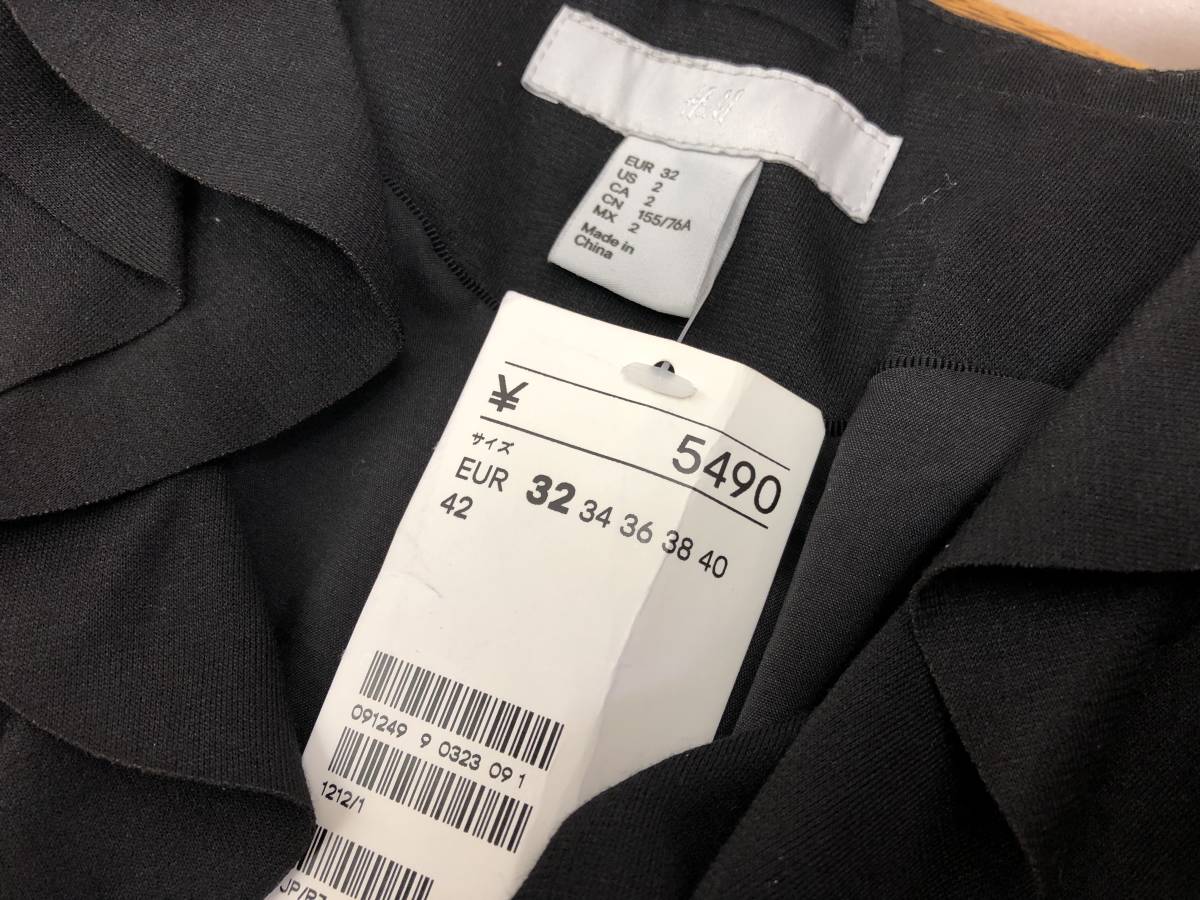 H&M
EUR 32
US 2
CA 2
CN 155/76A
MX 2
Made in
China
¥ 5490
サイズ
EUR 32 34 36 38 40
42
091249 9 0323 09 1
1212/1